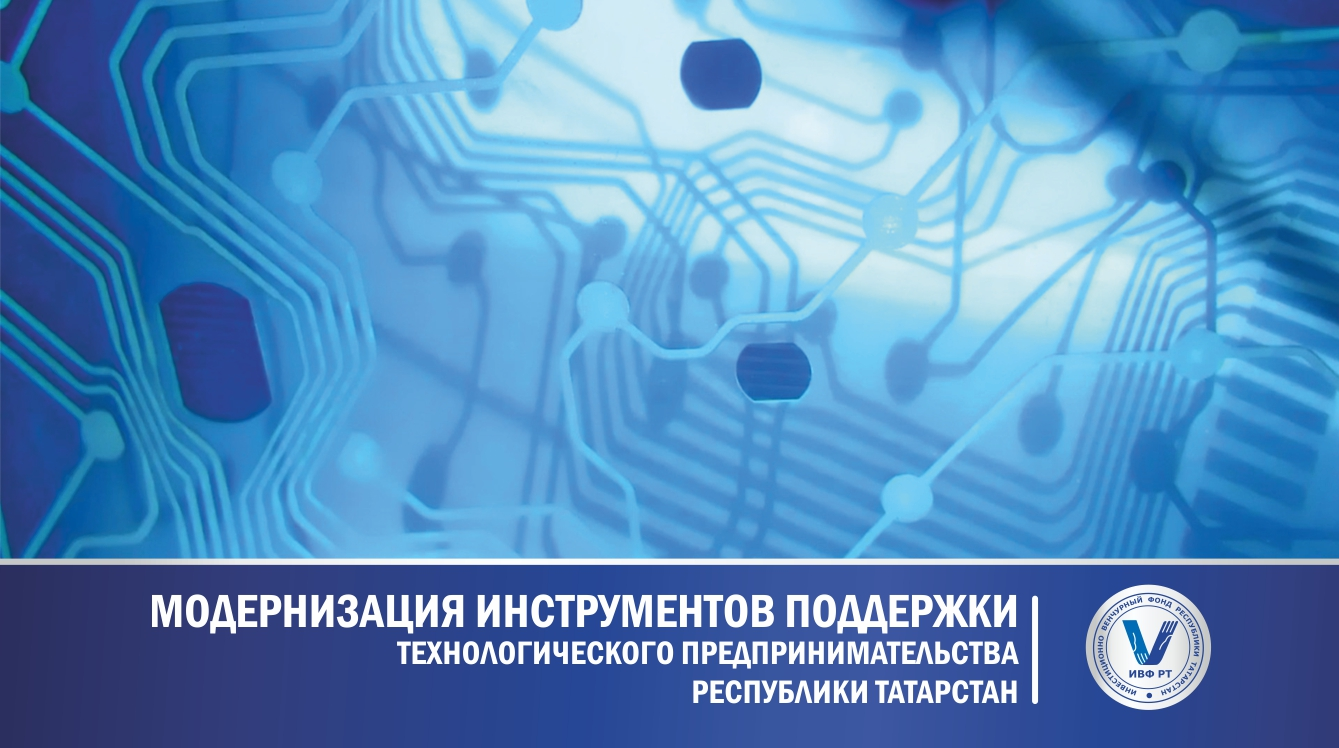 МОДЕРНИЗАЦИЯ ИНСТРУМЕНТОВ ПОДДЕРЖКИ
ТЕХНОЛОГИЧЕСКОГО ПРЕДПРИНИМАТЕЛЬСТВА
РЕСПУБЛИКИ ТАТАРСТАН
ИНВЕСТИЦИОННО ВЕНЧУРНЫЙ ФОНД РЕСПУБЛИКИ ТАТАРСТАН
ИВФ РТ